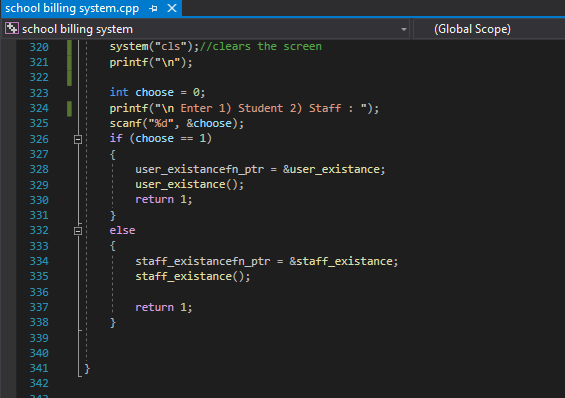 school billing system.cpp
school billing system (Global Scope)
320 system("cls");//clears the screen
321 printf("\n");
322
323 int choose = 0;
324 printf("\n Enter 1) Student 2) Staff : ");
325 scanf("%d", &choose);
326 if (choose == 1)
327 {
328 user_existancefn_ptr = &user_existance;
329 user_existance();
330 return 1;
331 }
332 else
333 {
334 staff_existancefn_ptr = &staff_existance;
335 staff_existance();
336
337 return 1;
338 }
339
340
341 }
342